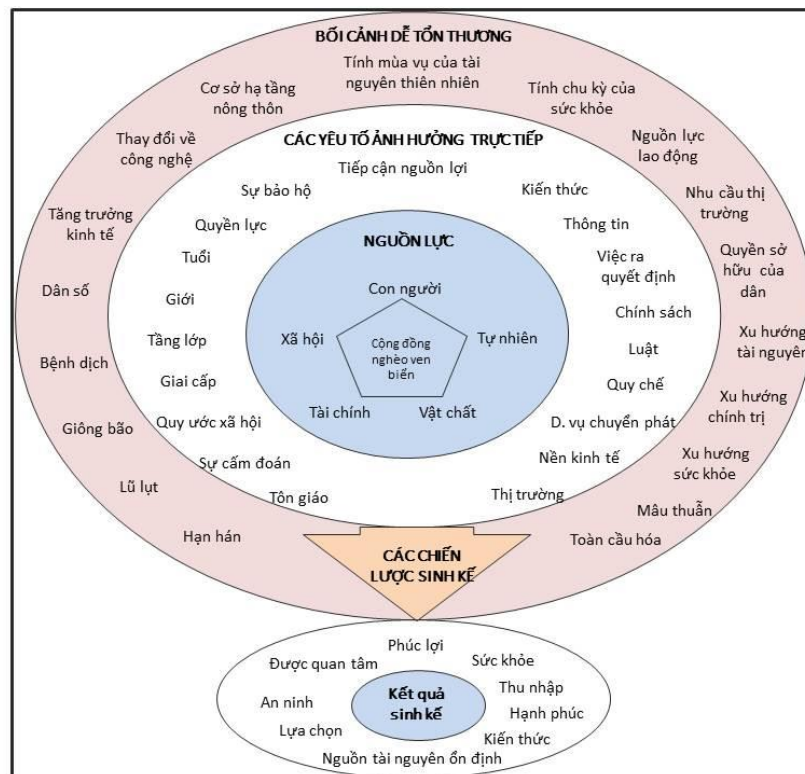 BỐI CẢNH DỄ TỔN THƯƠNG
Tính mùa vụ của tài
nguyên thiên nhiên
Cơ sở hạ tầng
nông thôn
Tính chu kỳ của
sức khỏe
Thay đổi về
công nghệ
Nguồn lực
lao động
Tăng trưởng
kinh tế
Nhu cầu thị
trường
Dân số
Quyền sở
hữu của
dân
Bệnh dịch
Xu hướng
tài nguyên
Giông bão
Xu hướng
chính trị
Lũ lụt
Xu hướng
sức khỏe
Hạn hán
Mâu thuẫn
Toàn cầu hóa
CÁC YÊU TỐ ẢNH HƯỞNG TRỰC TIẾP
Tiếp cận nguồn lợi
Sự bảo hộ
Kiến thức
Quyền lực
Thông tin
Tuổi
Việc ra
quyết định
Giới
Chính sách
Tầng lớp
Luật
Giai cấp
Quy chế
Quy ước xã hội
D. vụ chuyển phát
Sự cấm đoán
Nền kinh tế
Tôn giáo
Thị trường
NGUỒN LỰC
Con người
Xã hội
Tự nhiên
Cộng đồng
nghèo ven
biển
Tài chính
Vật chất
CÁC CHIẾN
LƯỢC SINH KẾ
Phúc lợi
Được quan tâm
Sức khỏe
An ninh
Thu nhập
Kết quả
sinh kế
Hạnh phúc
Lựa chọn
Kiến thức
Nguồn tài nguyên ổn định